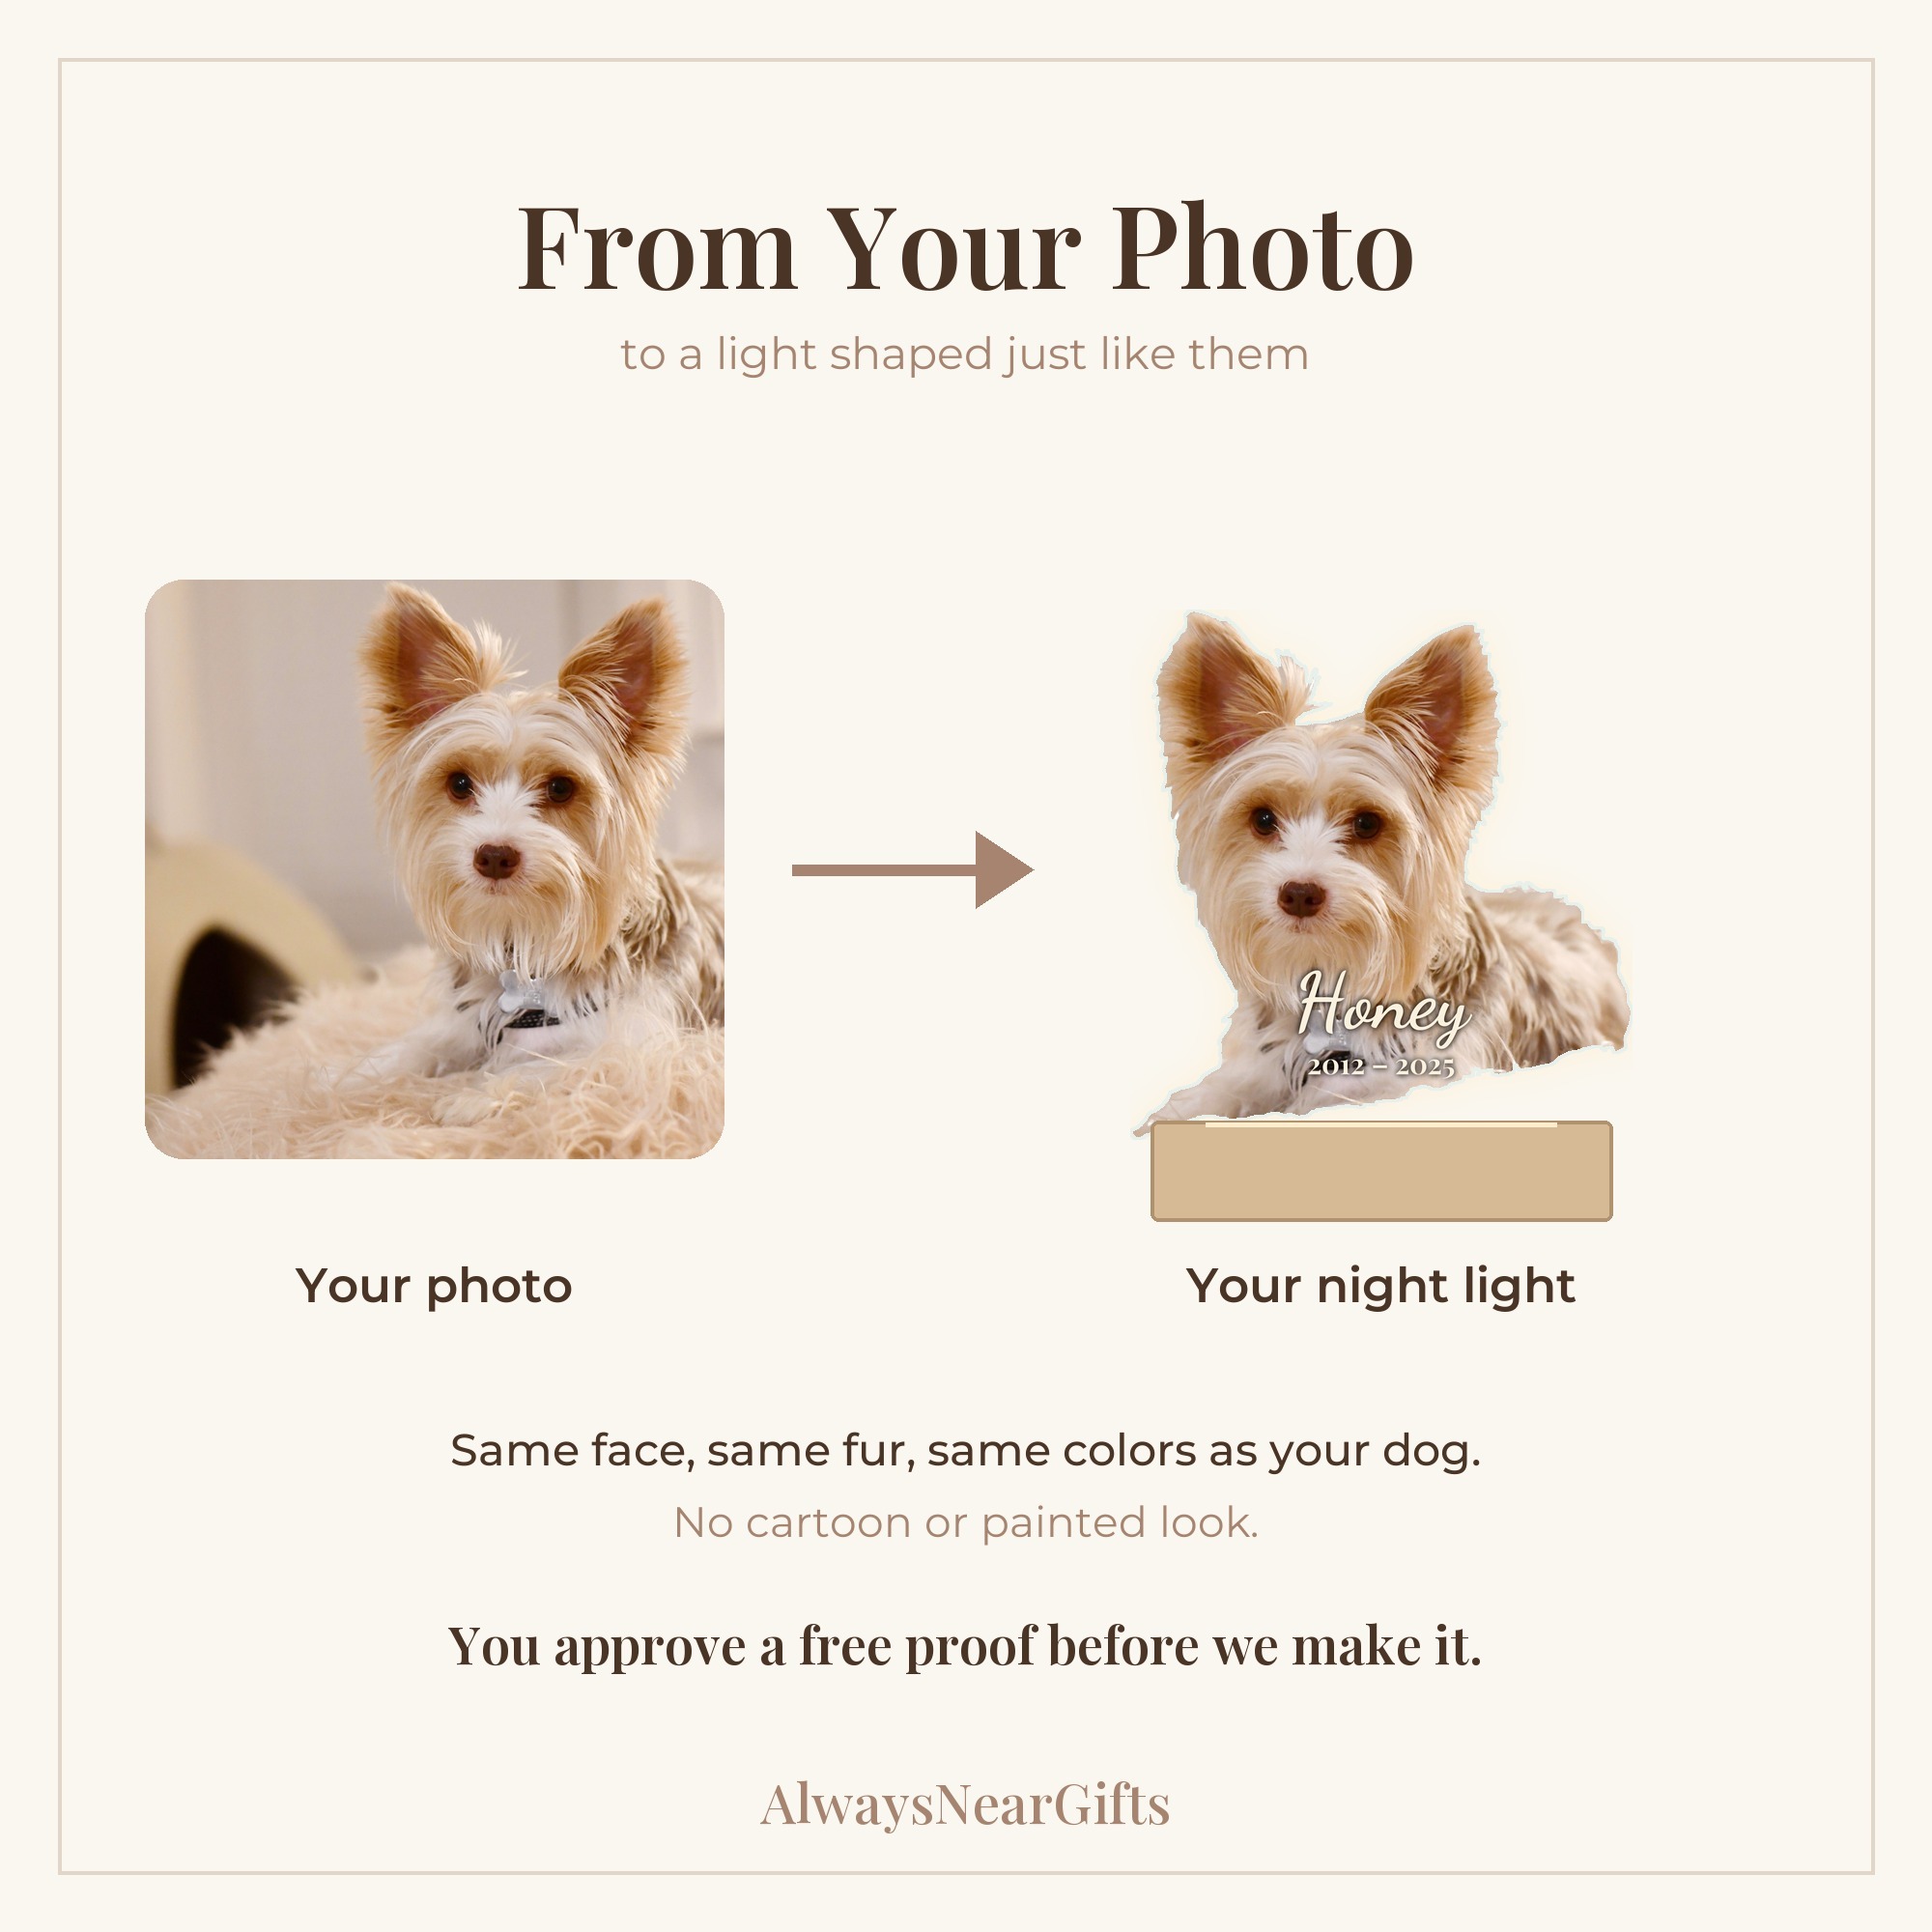 From Your Photo
to a light shaped just like them
Honey
2012 – 2025
Your photo
Your night light
Same face, same fur, same colors as your dog.
No cartoon or painted look.
You approve a free proof before we make it.
AlwaysNearGifts